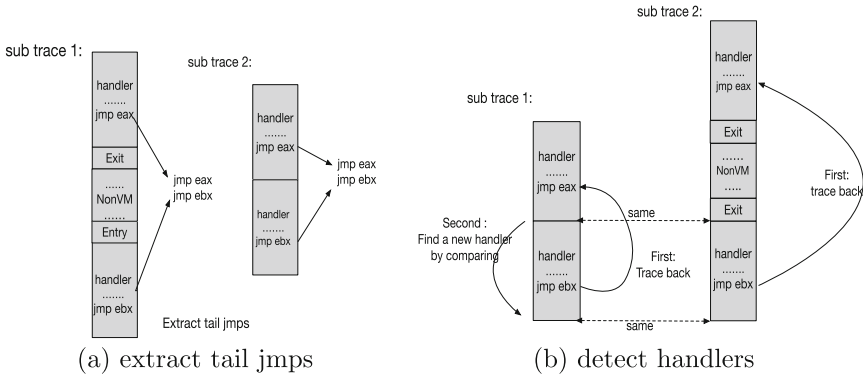 sub trace 1:
handler
.......
jmp eax
Exit
......
NonVM
......
Entry
handler
.......
jmp ebx
jmp eax
jmp ebx
sub trace 2:
handler
.......
jmp eax
handler
.......
jmp ebx
jmp eax
jmp ebx
Extract tail jmps
(a) extract tail jmps
sub trace 1:
handler
.......
jmp eax
handler
.......
jmp ebx
Second :
Find a new handler
by comparing
First:
Trace back
same
same
sub trace 2:
handler
.......
jmp eax
Exit
......
NonVM
.....
Exit
handler
.......
jmp ebx
First:
trace back
(b) detect handlers